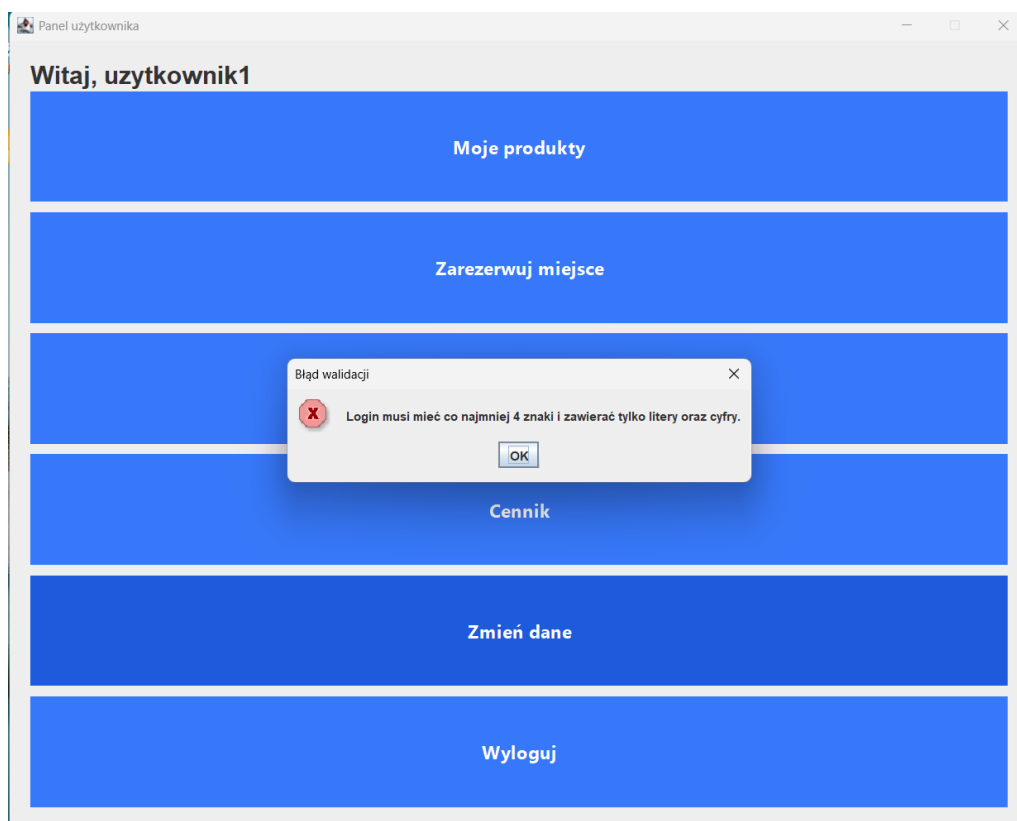 Panel użytkownika
Witaj, uzytkownik1
Moje produkty
Zarezerwuj miejsce
Błąd walidacji
X
Login musi mieć co najmniej 4 znaki i zawierać tylko litery oraz cyfry.
OK
Cennik
Zmień dane
Wyloguj